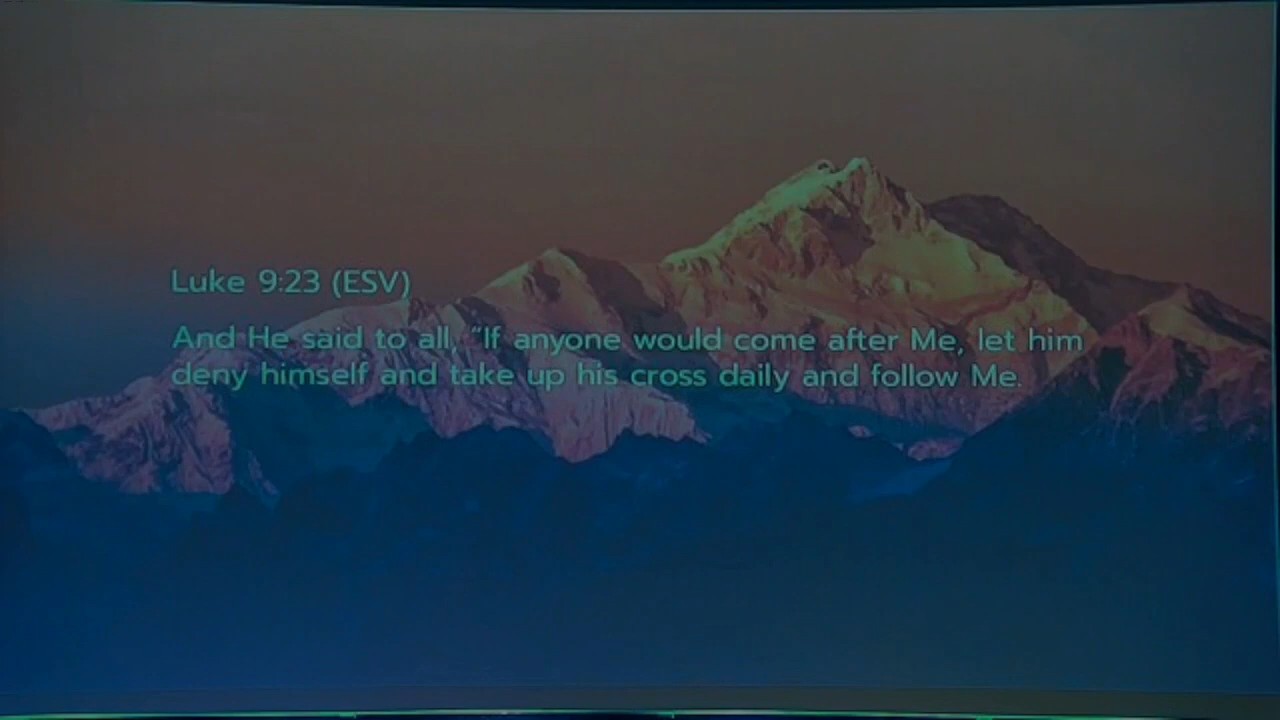 Luke 9:23 (ESV)
And He said to all, “If anyone would come after Me, let him
deny himself and take up his cross daily and follow Me.